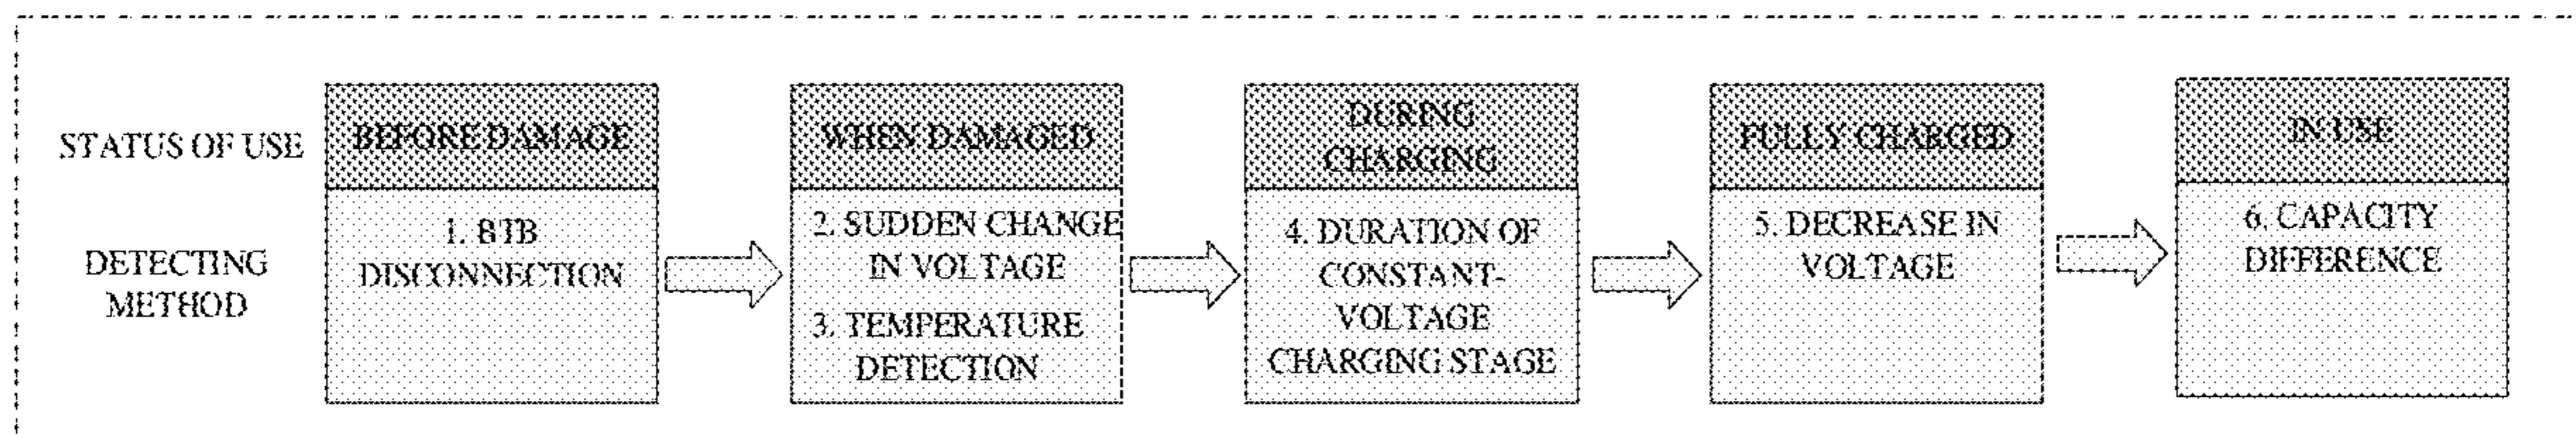 STATUS OF USE
BEFORE DAMAGE
WHEN DAMAGED
DURING
CHARGING
FULLY CHARGED
IN USE
DETECTING
METHOD
1. BTB
DISCONNECTION
2. SUDDEN CHANGE
IN VOLTAGE
3. TEMPERATURE
DETECTION
4. DURATION OF
CONSTANT-
VOLTAGE
CHARGING STAGE
5. DECREASE IN
VOLTAGE
6. CAPACITY
DIFFERENCE